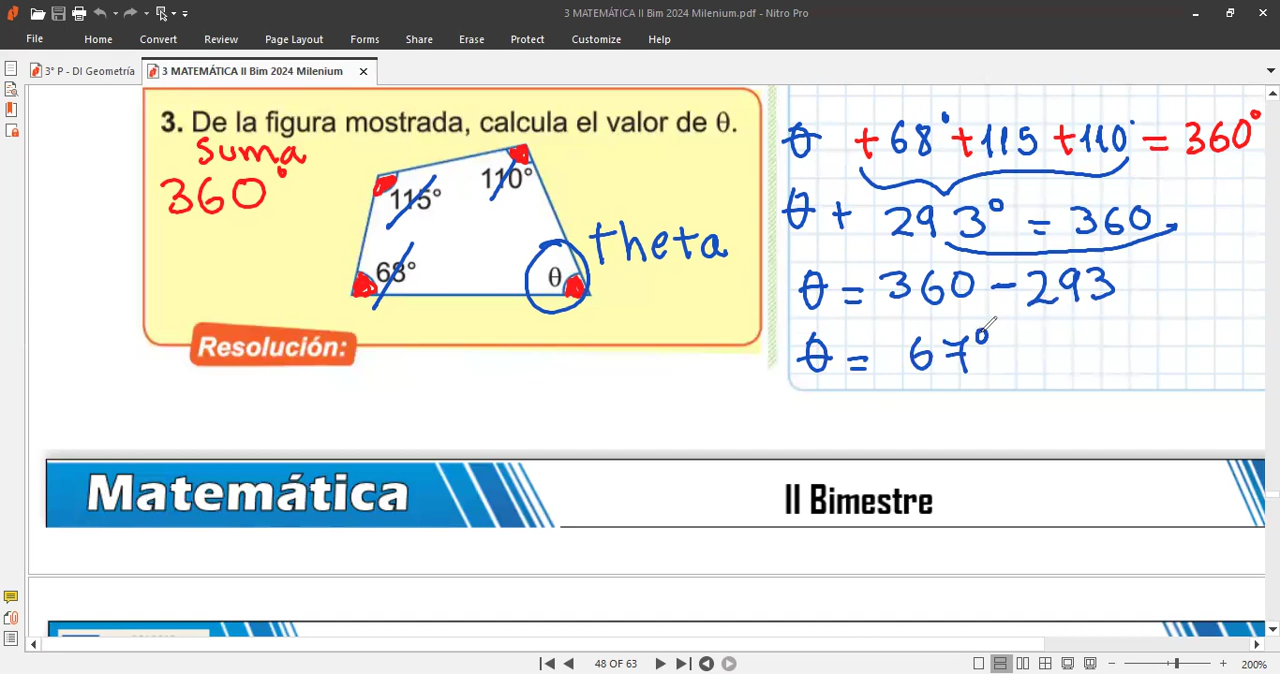 3 MATEMÁTICA II Bim 2024 Milenium.pdf - Nitro Pro
File Home Convert Review Page Layout Forms Share Erase Protect Customize Help
3° P - DI Geometría
3 MATEMÁTICA II Bim 2024 Milenium
3. De la figura mostrada, calcula el valor de θ.
Suma
360°
115°
110°
68°
θ
theta
Resolución:
θ + 68° + 115 + 110° = 360°
θ + 293° = 360
θ = 360 - 293
θ = 67°
Matemática
II Bimestre
48 OF 63
200%